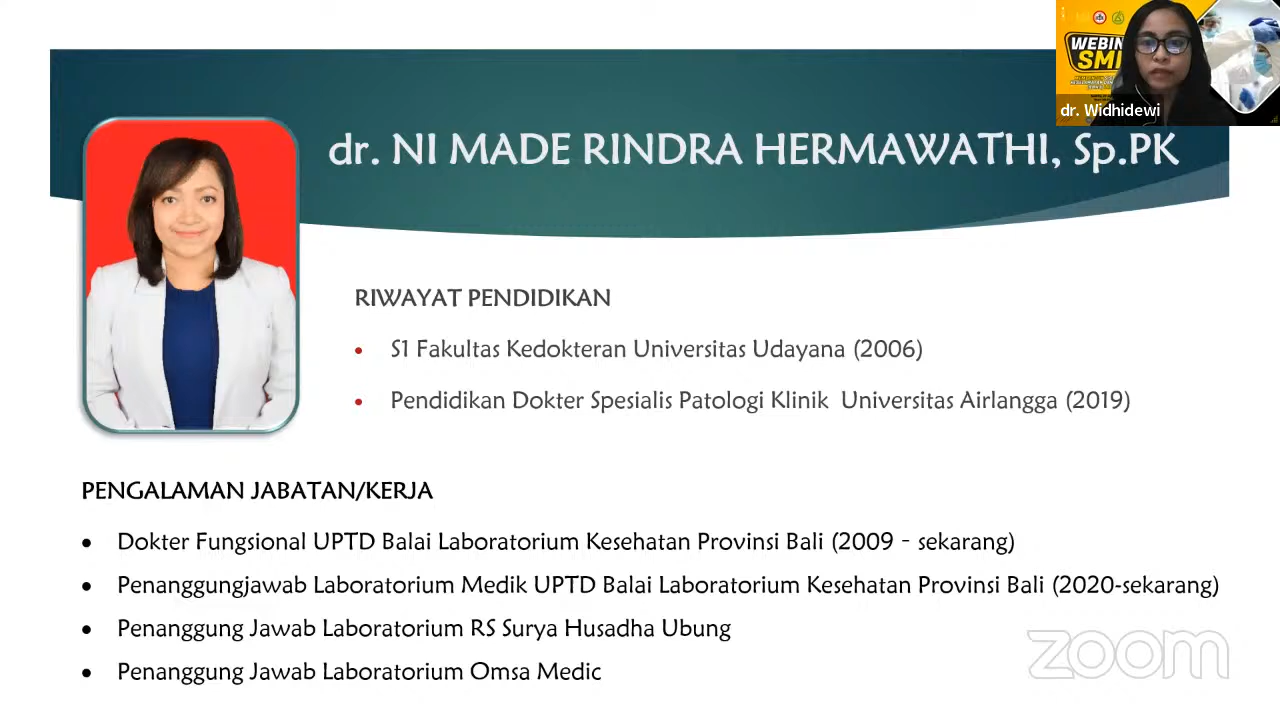 WEBIN
SMI
dr. Widhidewi
dr. NI MADE RINDRA HERMAWATHI, Sp.PK
RIWAYAT PENDIDIKAN
• S1 Fakultas Kedokteran Universitas Udayana (2006)
• Pendidikan Dokter Spesialis Patologi Klinik Universitas Airlangga (2019)
PENGALAMAN JABATAN/KERJA
• Dokter Fungsional UPTD Balai Laboratorium Kesehatan Provinsi Bali (2009 - sekarang)
• Penanggungjawab Laboratorium Medik UPTD Balai Laboratorium Kesehatan Provinsi Bali (2020-sekarang)
• Penanggung Jawab Laboratorium RS Surya Husadha Ubung
• Penanggung Jawab Laboratorium Omsa Medic
zoom